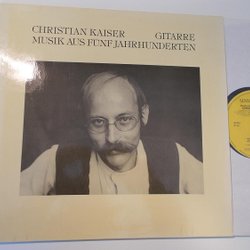 CHRISTIAN KAISER GITARRE
MUSIK AUS FÜNF JAHRHUNDERTEN